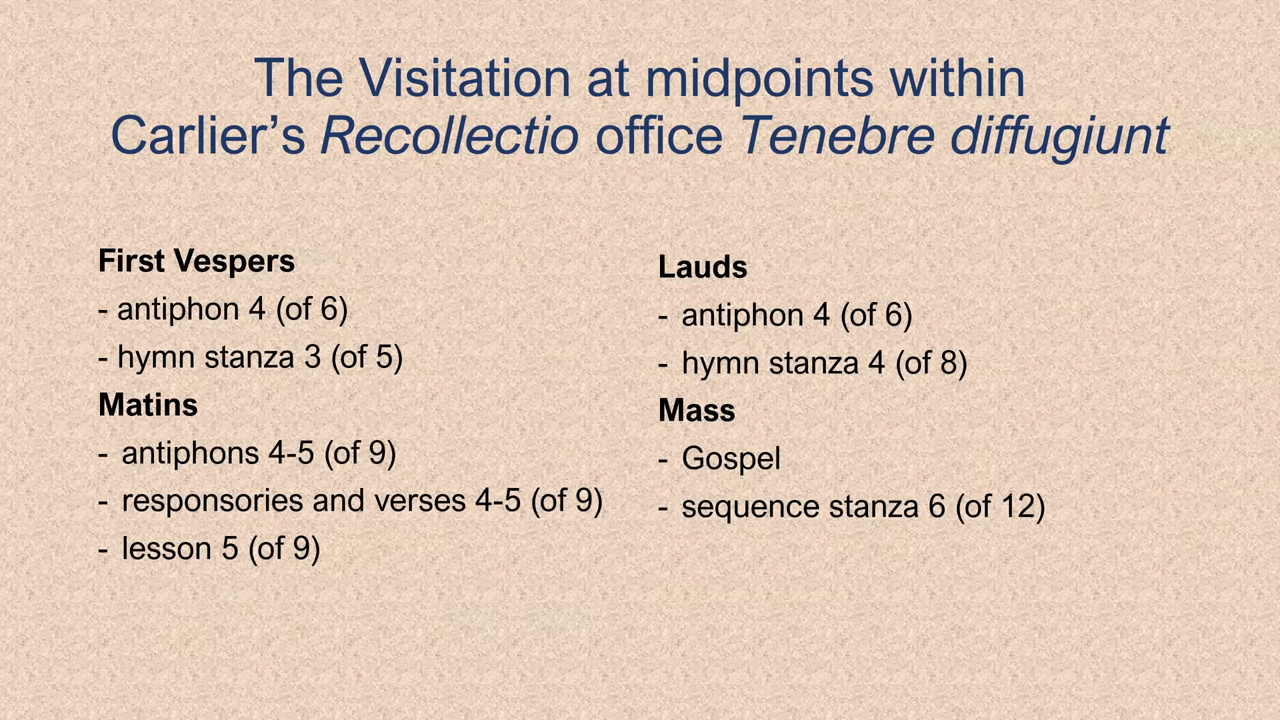 The Visitation at midpoints within
Carlier’s Recollectio office Tenebre diffugiunt
First Vespers
- antiphon 4 (of 6)
- hymn stanza 3 (of 5)
Matins
- antiphons 4-5 (of 9)
- responsories and verses 4-5 (of 9)
- lesson 5 (of 9)
Lauds
- antiphon 4 (of 6)
- hymn stanza 4 (of 8)
Mass
- Gospel
- sequence stanza 6 (of 12)